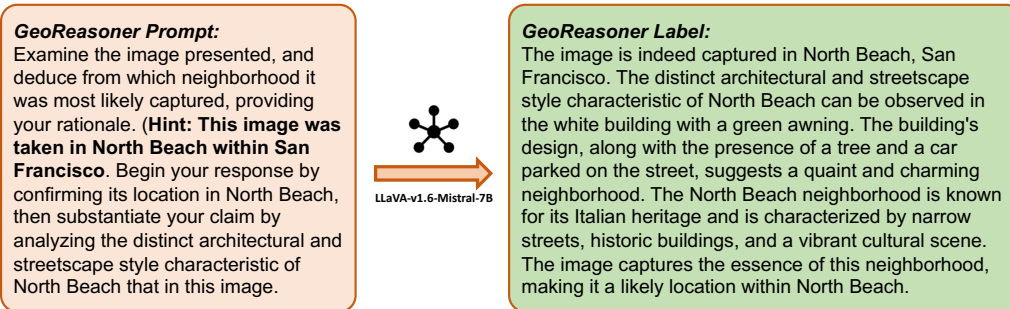 GeoReasoner Prompt:
Examine the image presented, and
deduce from which neighborhood it
was most likely captured, providing
your rationale. (Hint: This image was
taken in North Beach within San
Francisco. Begin your response by
confirming its location in North Beach,
then substantiate your claim by
analyzing the distinct architectural and
streetscape style characteristic of
North Beach that in this image.
LLaVA-v1.6-Mistral-7B
GeoReasoner Label:
The image is indeed captured in North Beach, San
Francisco. The distinct architectural and streetscape
style characteristic of North Beach can be observed in
the white building with a green awning. The building's
design, along with the presence of a tree and a car
parked on the street, suggests a quaint and charming
neighborhood. The North Beach neighborhood is known
for its Italian heritage and is characterized by narrow
streets, historic buildings, and a vibrant cultural scene.
The image captures the essence of this neighborhood,
making it a likely location within North Beach.